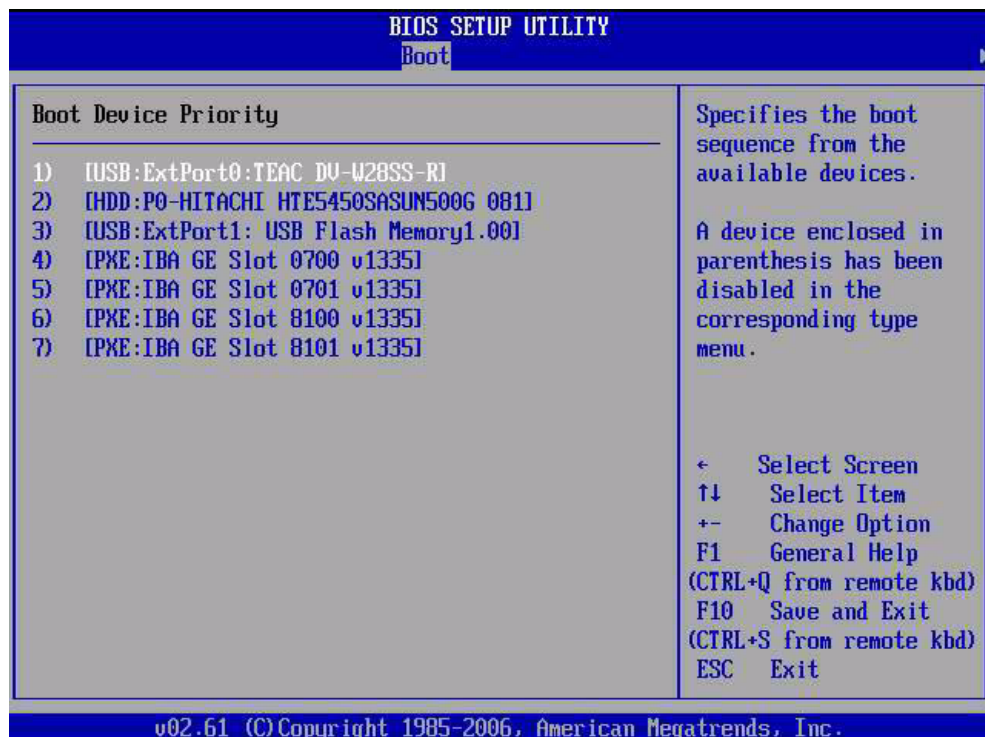 BIOS SETUP UTILITY
Boot
Boot Device Priority
1) [USB:ExtPort0:TEAC DV-W28SS-R]
2) [HDD:P0-HITACHI HTE5450SASUN500G 081]
3) [USB:ExtPort1: USB Flash Memory1.00]
4) [PXE:IBA GE Slot 0700 v1335]
5) [PXE:IBA GE Slot 0701 v1335]
6) [PXE:IBA GE Slot 8100 v1335]
7) [PXE:IBA GE Slot 8101 v1335]
Specifies the boot
sequence from the
available devices.
A device enclosed in
parenthesis has been
disabled in the
corresponding type
menu.
← Select Screen
↑↓ Select Item
+- Change Option
F1 General Help
(CTRL+Q from remote kbd)
F10 Save and Exit
(CTRL+S from remote kbd)
ESC Exit
v02.61 (C)Copyright 1985-2006, American Megatrends, Inc.